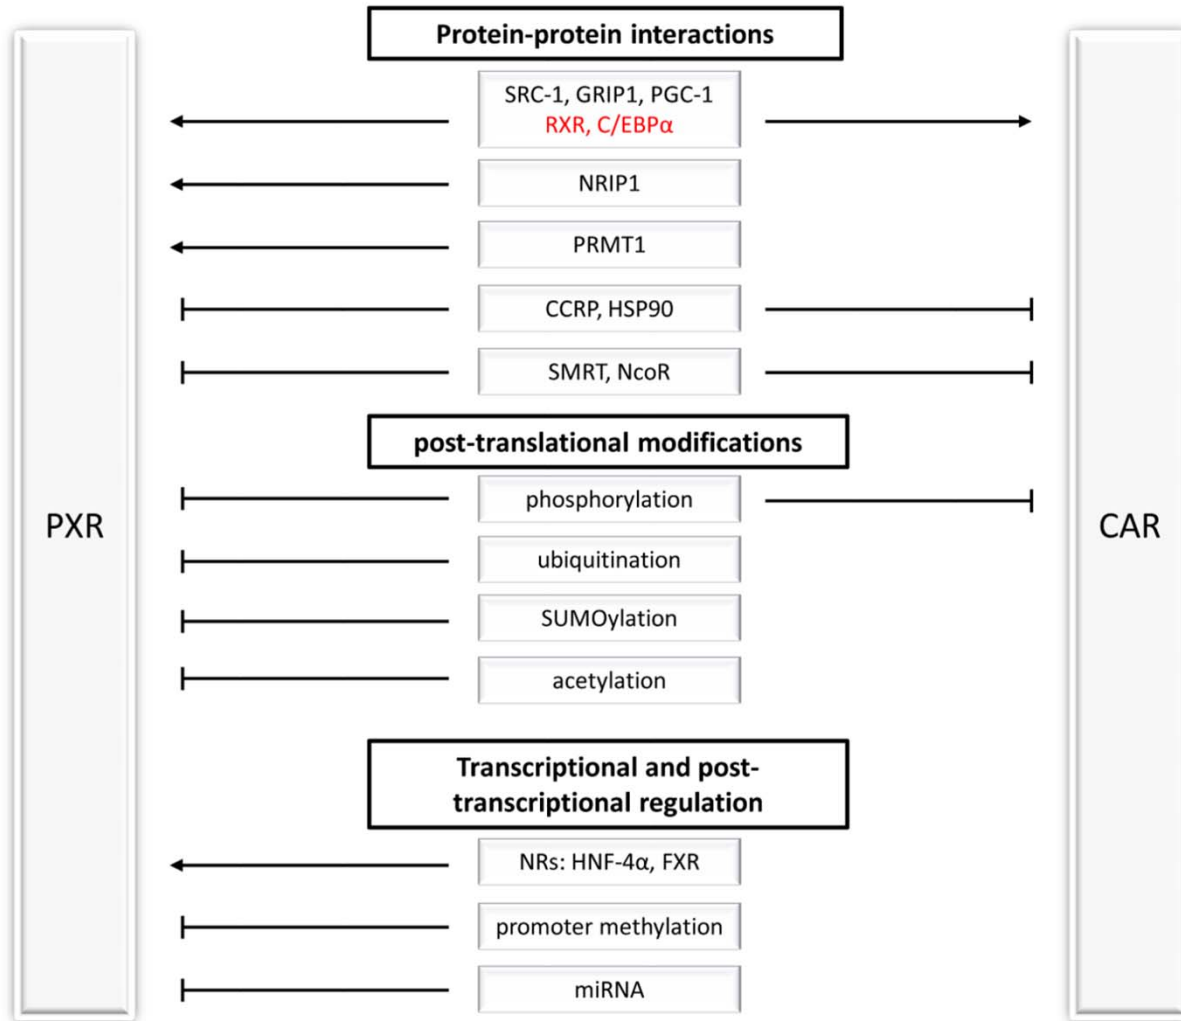 Protein-protein interactions
SRC-1, GRIP1, PGC-1
RXR, C/EBPα
NRIP1
PRMT1
CCRP, HSP90
SMRT, NcoR
post-translational modifications
phosphorylation
PXR
CAR
ubiquitination
SUMOylation
acetylation
Transcriptional and post-
transcriptional regulation
NRs: HNF-4α, FXR
promoter methylation
miRNA